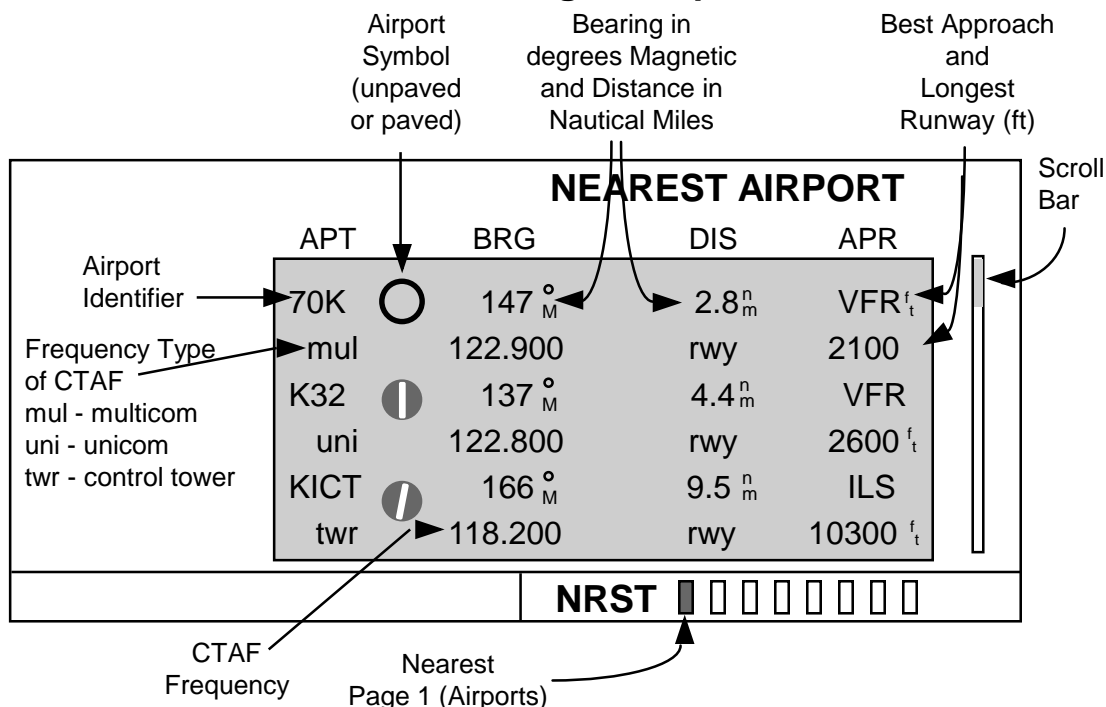 Airport
Symbol
(unpaved
or paved)
Bearing in
degrees Magnetic
and Distance in
Nautical Miles
Best Approach
and
Longest
Runway (ft)
Scroll
Bar
NEAREST AIRPORT
APT BRG DIS APR
Airport
Identifier
70K 147 °M 2.8 nm VFR ft
mul 122.900 rwy 2100
K32 137 °M 4.4 nm VFR
uni 122.800 rwy 2600 ft
KICT 166 °M 9.5 nm ILS
twr 118.200 rwy 10300 ft
Frequency Type
of CTAF
mul - multicom
uni - unicom
twr - control tower
NRST
CTAF
Frequency
Nearest
Page 1 (Airports)